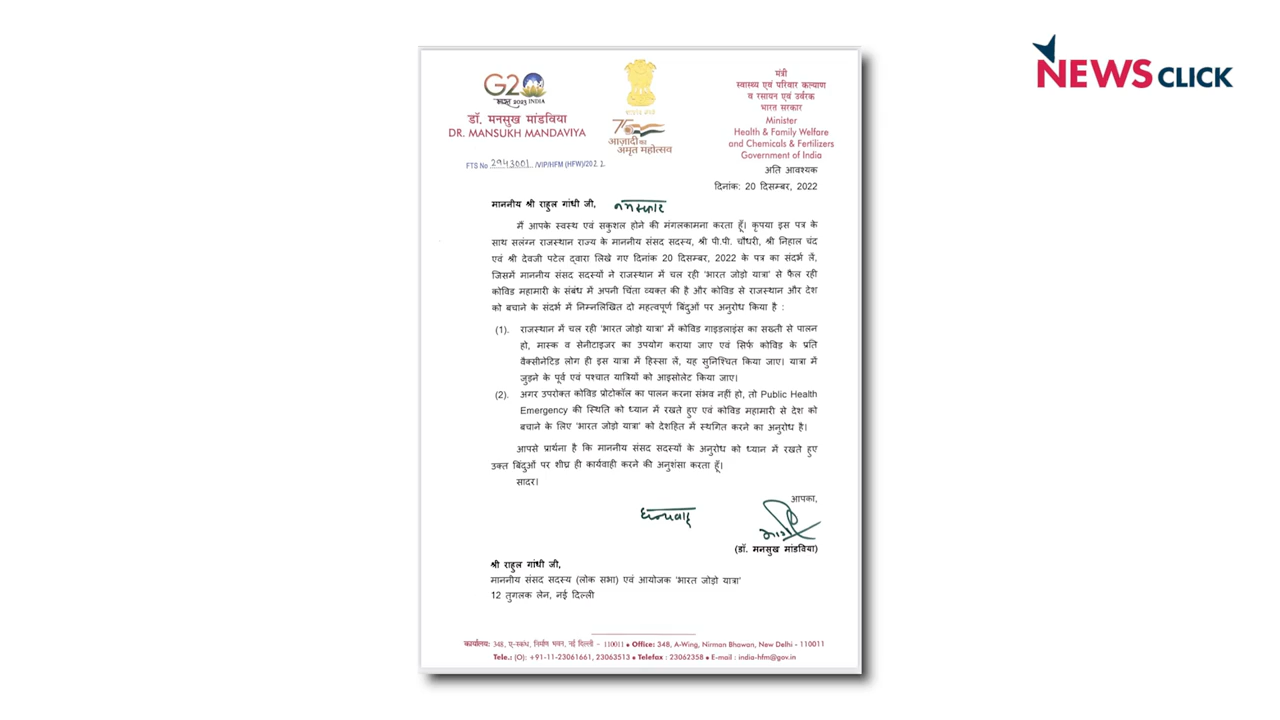 NEWS CLICK
G20
भारत 2023 INDIA
डॉ. मनसुख मांडविया
DR. MANSUKH MANDAVIYA
सत्यमेव जयते
75
आज़ादी का
अमृत महोत्सव
मंत्री
स्वास्थ्य एवं परिवार कल्याण
व रसायन एवं उर्वरक
भारत सरकार
Minister
Health & Family Welfare
and Chemicals & Fertilizers
Government of India
FTS No 2943001 /VIP/HFM (HFW)/2022
अति आवश्यक
दिनांक: 20 दिसम्बर, 2022
माननीय श्री राहुल गांधी जी, नमस्कार
मैं आपके स्वस्थ एवं सकुशल होने की मंगलकामना करता हूँ। कृपया इस पत्र के
साथ सलंग्न राजस्थान राज्य के माननीय संसद सदस्य, श्री पी.पी. चौधरी, श्री निहाल चंद
एवं श्री देवजी पटेल द्वारा लिखे गए दिनांक 20 दिसम्बर, 2022 के पत्र का संदर्भ लें,
जिसमें माननीय संसद सदस्यों ने राजस्थान में चल रही 'भारत जोड़ो यात्रा' से फैल रही
कोविड महामारी के संबंध में अपनी चिंता व्यक्त की है और कोविड से राजस्थान और देश
को बचाने के संदर्भ में निम्नलिखित दो महत्वपूर्ण बिंदुओं पर अनुरोध किया है :
(1). राजस्थान में चल रही 'भारत जोड़ो यात्रा' में कोविड गाइडलाइंस का सख्ती से पालन
हो, मास्क व सेनीटाइजर का उपयोग कराया जाए एवं सिर्फ कोविड के प्रति
वैक्सीनेटिड लोग ही इस यात्रा में हिस्सा लें, यह सुनिश्चित किया जाए। यात्रा में
जुड़ने के पूर्व एवं पश्चात यात्रियों को आइसोलेट किया जाए।
(2). अगर उपरोक्त कोविड प्रोटोकॉल का पालन करना संभव नहीं हो, तो Public Health
Emergency की स्थिति को ध्यान में रखते हुए एवं कोविड महामारी से देश को
बचाने के लिए 'भारत जोड़ो यात्रा' को देशहित में स्थगित करने का अनुरोध है।
आपसे प्रार्थना है कि माननीय संसद सदस्यों के अनुरोध को ध्यान में रखते हुए
उक्त बिंदुओं पर शीघ्र ही कार्यवाही करने की अनुशंसा करता हूँ।
सादर।
आपका,
धन्यवाद
(डॉ. मनसुख मांडविया)
श्री राहुल गांधी जी,
माननीय संसद सदस्य (लोक सभा) एवं आयोजक 'भारत जोड़ो यात्रा'
12 तुगलक लेन, नई दिल्ली
कार्यालय: 348, ए-स्कंध, निर्माण भवन, नई दिल्ली - 110011 • Office: 348, A-Wing, Nirman Bhawan, New Delhi - 110011
Tele.: (O): +91-11-23061661, 23063513 • Telefax : 23062358 • E-mail : india-hfm@gov.in